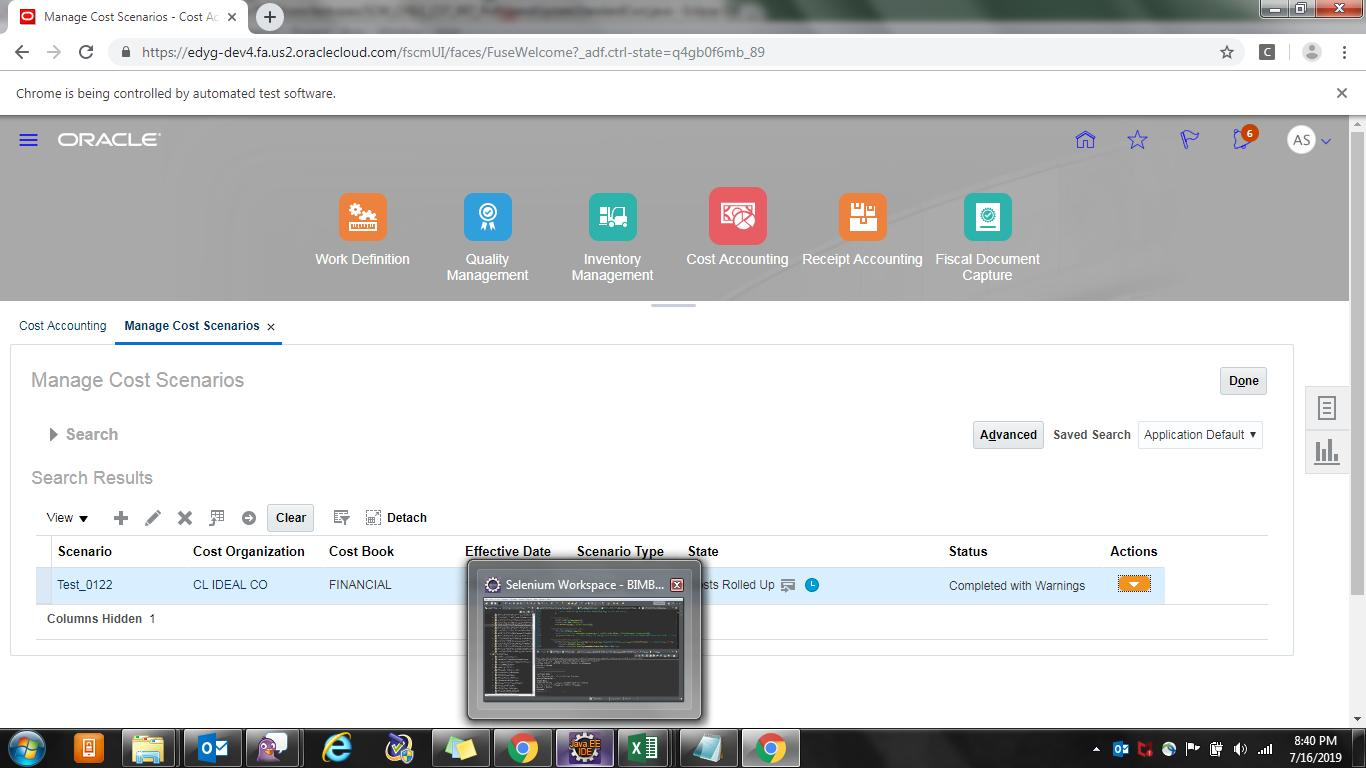 Manage Cost Scenarios - Cost Ac
https://edyg-dev4.fa.us2.oraclecloud.com/fscmUI/faces/FuseWelcome?_adf.ctrl-state=q4gb0f6mb_89
C
Chrome is being controlled by automated test software.
ORACLE
6
AS
Work Definition
Quality Management
Inventory Management
Cost Accounting
Receipt Accounting
Fiscal Document Capture
Cost Accounting Manage Cost Scenarios
Manage Cost Scenarios
Done
Search
Advanced Saved Search Application Default
Search Results
View Clear Detach
Scenario Cost Organization Cost Book Effective Date Scenario Type State Status Actions
Test_0122 CL IDEAL CO FINANCIAL sts Rolled Up Completed with Warnings
Selenium Workspace - BIMB...
Columns Hidden 1
Java EE
IDE
8:40 PM
7/16/2019